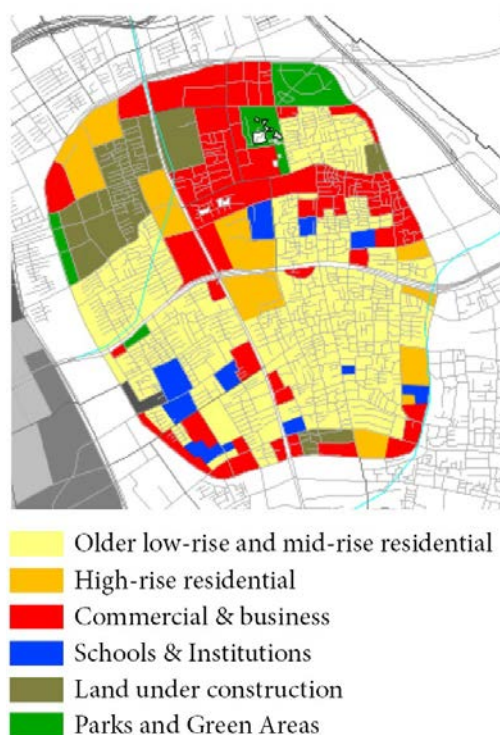 Older low-rise and mid-rise residential
High-rise residential
Commercial & business
Schools & Institutions
Land under construction
Parks and Green Areas